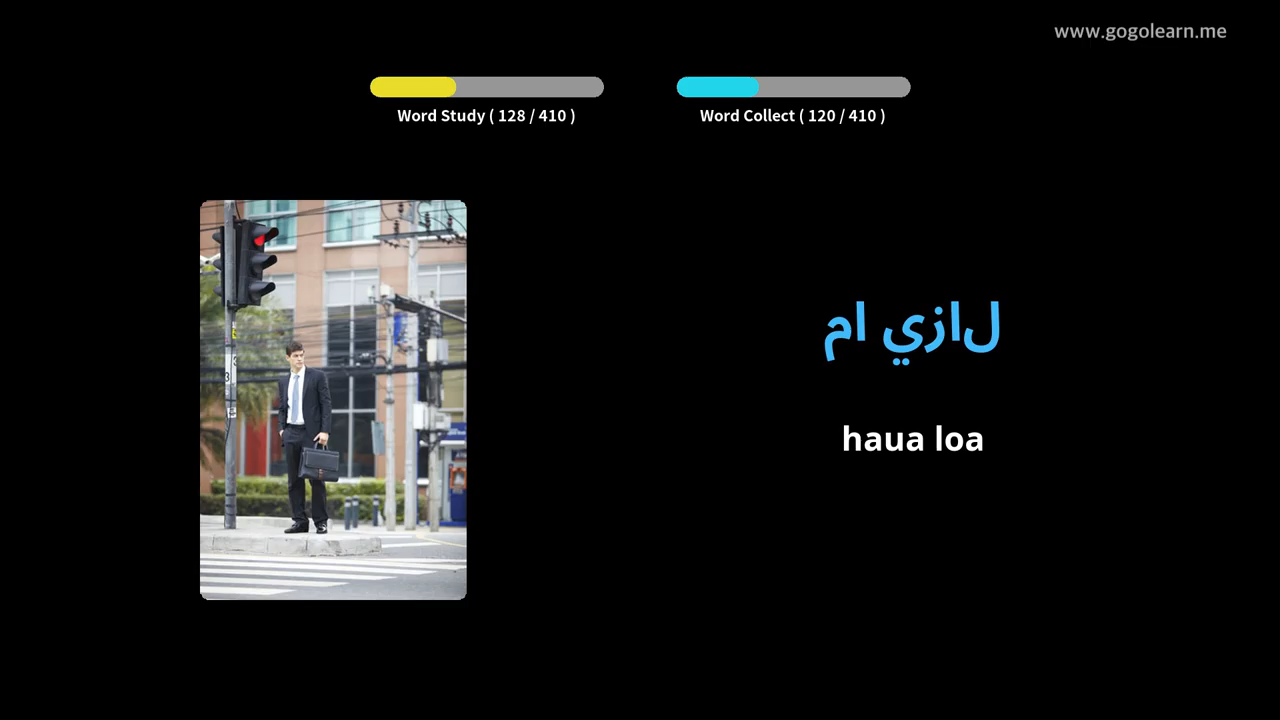 www.gogolearn.me
Word Study ( 128 / 410 )
Word Collect ( 120 / 410 )
لازي ام
haua loa